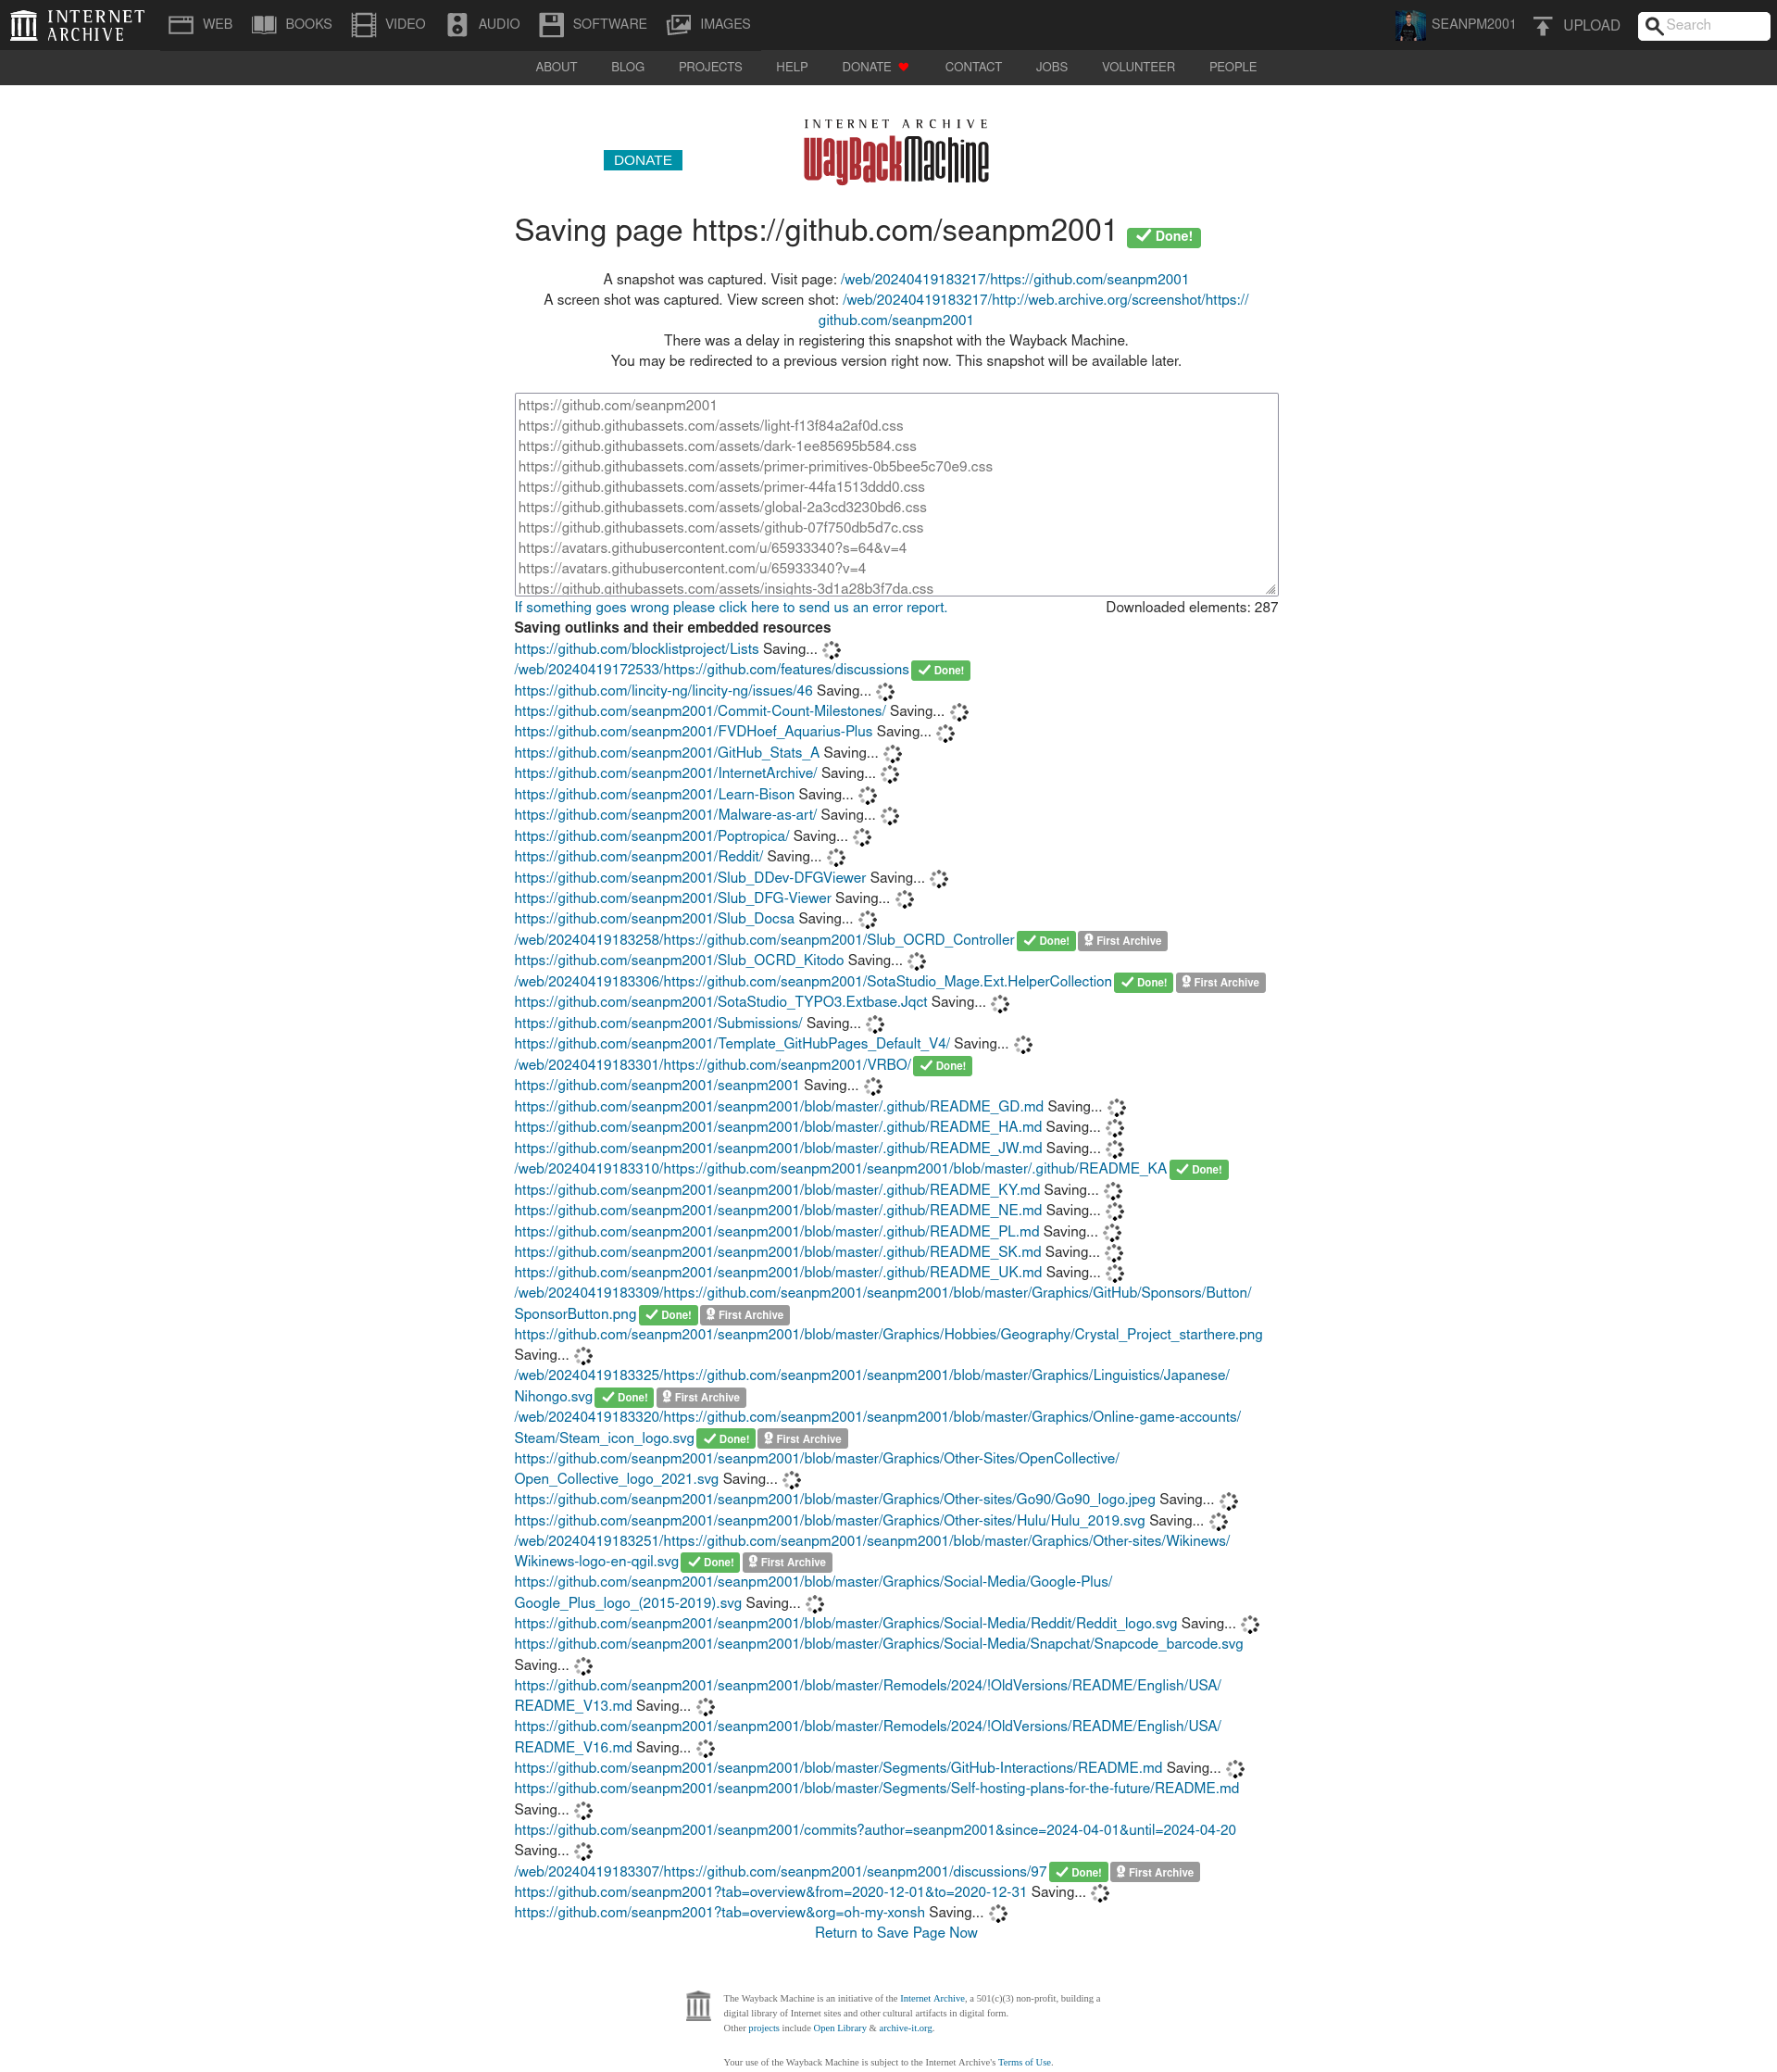 INTERNET ARCHIVE
WEB BOOKS VIDEO AUDIO SOFTWARE IMAGES SEANPM2001 UPLOAD Search
ABOUT BLOG PROJECTS HELP DONATE CONTACT JOBS VOLUNTEER PEOPLE
INTERNET ARCHIVE
DONATE
WayBackMachine
Saving page https://github.com/seanpm2001 Done!
A snapshot was captured. Visit page: /web/20240419183217/https://github.com/seanpm2001
A screen shot was captured. View screen shot: /web/20240419183217/http://web.archive.org/screenshot/https://
github.com/seanpm2001
There was a delay in registering this snapshot with the Wayback Machine.
You may be redirected to a previous version right now. This snapshot will be available later.
https://github.com/seanpm2001
https://github.githubassets.com/assets/light-f13f84a2af0d.css
https://github.githubassets.com/assets/dark-1ee85695b584.css
https://github.githubassets.com/assets/primer-primitives-0b5bee5c70e9.css
https://github.githubassets.com/assets/primer-44fa1513ddd0.css
https://github.githubassets.com/assets/global-2a3cd3230bd6.css
https://github.githubassets.com/assets/github-07f750db5d7c.css
https://avatars.githubusercontent.com/u/65933340?s=64&v=4
https://avatars.githubusercontent.com/u/65933340?v=4
https://github.githubassets.com/assets/insights-3d1a28b3f7da.css
If something goes wrong please click here to send us an error report. Downloaded elements: 287
Saving outlinks and their embedded resources
https://github.com/blocklistproject/Lists Saving...
/web/20240419172533/https://github.com/features/discussions Done!
https://github.com/lincity-ng/lincity-ng/issues/46 Saving...
https://github.com/seanpm2001/Commit-Count-Milestones/ Saving...
https://github.com/seanpm2001/FVDHoef_Aquarius-Plus Saving...
https://github.com/seanpm2001/GitHub_Stats_A Saving...
https://github.com/seanpm2001/InternetArchive/ Saving...
https://github.com/seanpm2001/Learn-Bison Saving...
https://github.com/seanpm2001/Malware-as-art/ Saving...
https://github.com/seanpm2001/Poptropica/ Saving...
https://github.com/seanpm2001/Reddit/ Saving...
https://github.com/seanpm2001/Slub_DDev-DFGViewer Saving...
https://github.com/seanpm2001/Slub_DFG-Viewer Saving...
https://github.com/seanpm2001/Slub_Docsa Saving...
/web/20240419183258/https://github.com/seanpm2001/Slub_OCRD_Controller Done! First Archive
https://github.com/seanpm2001/Slub_OCRD_Kitodo Saving...
/web/20240419183306/https://github.com/seanpm2001/SotaStudio_Mage.Ext.HelperCollection Done! First Archive
https://github.com/seanpm2001/SotaStudio_TYPO3.Extbase.Jqct Saving...
https://github.com/seanpm2001/Submissions/ Saving...
https://github.com/seanpm2001/Template_GitHubPages_Default_V4/ Saving...
/web/20240419183301/https://github.com/seanpm2001/VRBO/ Done!
https://github.com/seanpm2001/seanpm2001 Saving...
https://github.com/seanpm2001/seanpm2001/blob/master/.github/README_GD.md Saving...
https://github.com/seanpm2001/seanpm2001/blob/master/.github/README_HA.md Saving...
https://github.com/seanpm2001/seanpm2001/blob/master/.github/README_JW.md Saving...
/web/20240419183310/https://github.com/seanpm2001/seanpm2001/blob/master/.github/README_KA Done!
https://github.com/seanpm2001/seanpm2001/blob/master/.github/README_KY.md Saving...
https://github.com/seanpm2001/seanpm2001/blob/master/.github/README_NE.md Saving...
https://github.com/seanpm2001/seanpm2001/blob/master/.github/README_PL.md Saving...
https://github.com/seanpm2001/seanpm2001/blob/master/.github/README_SK.md Saving...
https://github.com/seanpm2001/seanpm2001/blob/master/.github/README_UK.md Saving...
/web/20240419183309/https://github.com/seanpm2001/seanpm2001/blob/master/Graphics/GitHub/Sponsors/Button/
SponsorButton.png Done! First Archive
https://github.com/seanpm2001/seanpm2001/blob/master/Graphics/Hobbies/Geography/Crystal_Project_starthere.png
Saving...
/web/20240419183325/https://github.com/seanpm2001/seanpm2001/blob/master/Graphics/Linguistics/Japanese/
Nihongo.svg Done! First Archive
/web/20240419183320/https://github.com/seanpm2001/seanpm2001/blob/master/Graphics/Online-game-accounts/
Steam/Steam_icon_logo.svg Done! First Archive
https://github.com/seanpm2001/seanpm2001/blob/master/Graphics/Other-Sites/OpenCollective/
Open_Collective_logo_2021.svg Saving...
https://github.com/seanpm2001/seanpm2001/blob/master/Graphics/Other-sites/Go90/Go90_logo.jpeg Saving...
https://github.com/seanpm2001/seanpm2001/blob/master/Graphics/Other-sites/Hulu/Hulu_2019.svg Saving...
/web/20240419183251/https://github.com/seanpm2001/seanpm2001/blob/master/Graphics/Other-sites/Wikinews/
Wikinews-logo-en-qgil.svg Done! First Archive
https://github.com/seanpm2001/seanpm2001/blob/master/Graphics/Social-Media/Google-Plus/
Google_Plus_logo_(2015-2019).svg Saving...
https://github.com/seanpm2001/seanpm2001/blob/master/Graphics/Social-Media/Reddit/Reddit_logo.svg Saving...
https://github.com/seanpm2001/seanpm2001/blob/master/Graphics/Social-Media/Snapchat/Snapcode_barcode.svg
Saving...
https://github.com/seanpm2001/seanpm2001/blob/master/Remodels/2024/!OldVersions/README/English/USA/
README_V13.md Saving...
https://github.com/seanpm2001/seanpm2001/blob/master/Remodels/2024/!OldVersions/README/English/USA/
README_V16.md Saving...
https://github.com/seanpm2001/seanpm2001/blob/master/Segments/GitHub-Interactions/README.md Saving...
https://github.com/seanpm2001/seanpm2001/blob/master/Segments/Self-hosting-plans-for-the-future/README.md
Saving...
https://github.com/seanpm2001/seanpm2001/commits?author=seanpm2001&since=2024-04-01&until=2024-04-20
Saving...
/web/20240419183307/https://github.com/seanpm2001/seanpm2001/discussions/97 Done! First Archive
https://github.com/seanpm2001?tab=overview&from=2020-12-01&to=2020-12-31 Saving...
https://github.com/seanpm2001?tab=overview&org=oh-my-xonsh Saving...
Return to Save Page Now
The Wayback Machine is an initiative of the Internet Archive, a 501(c)(3) non-profit, building a
digital library of Internet sites and other cultural artifacts in digital form.
Other projects include Open Library & archive-it.org.
Your use of the Wayback Machine is subject to the Internet Archive's Terms of Use.